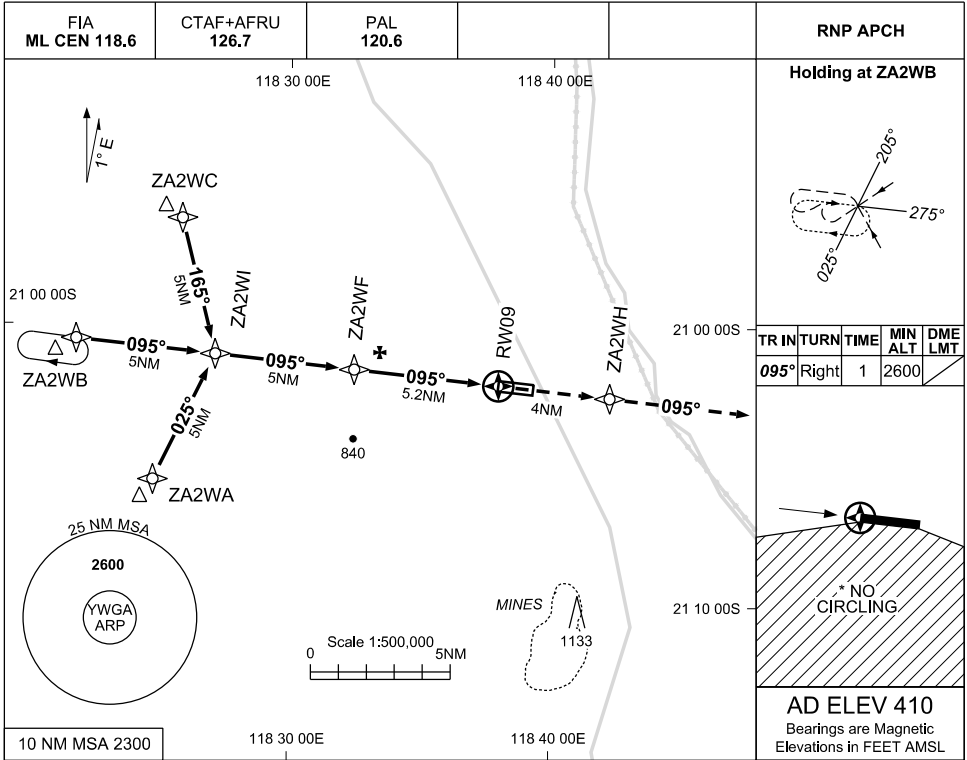 FIA
ML CEN 118.6
CTAF+AFRU
126.7
PAL
120.6
RNP APCH
118 30 00E
118 40 00E
Holding at ZA2WB
205°
275°
025°
1° E
ZA2WC
165°
5NM
ZA2WI
ZA2WF
RW09
ZA2WH
21 00 00S
21 00 00S
095°
5NM
095°
5NM
095°
5.2NM
4NM
095°
ZA2WB
025°
5NM
840
ZA2WA
TR IN
TURN
TIME
MIN
ALT
DME
LMT
095°
Right
1
2600
25 NM MSA
2600
YWGA
ARP
MINES
1133
21 10 00S
Scale 1:500,000
0
5NM
* NO
CIRCLING
AD ELEV 410
Bearings are Magnetic
Elevations in FEET AMSL
10 NM MSA 2300
118 30 00E
118 40 00E